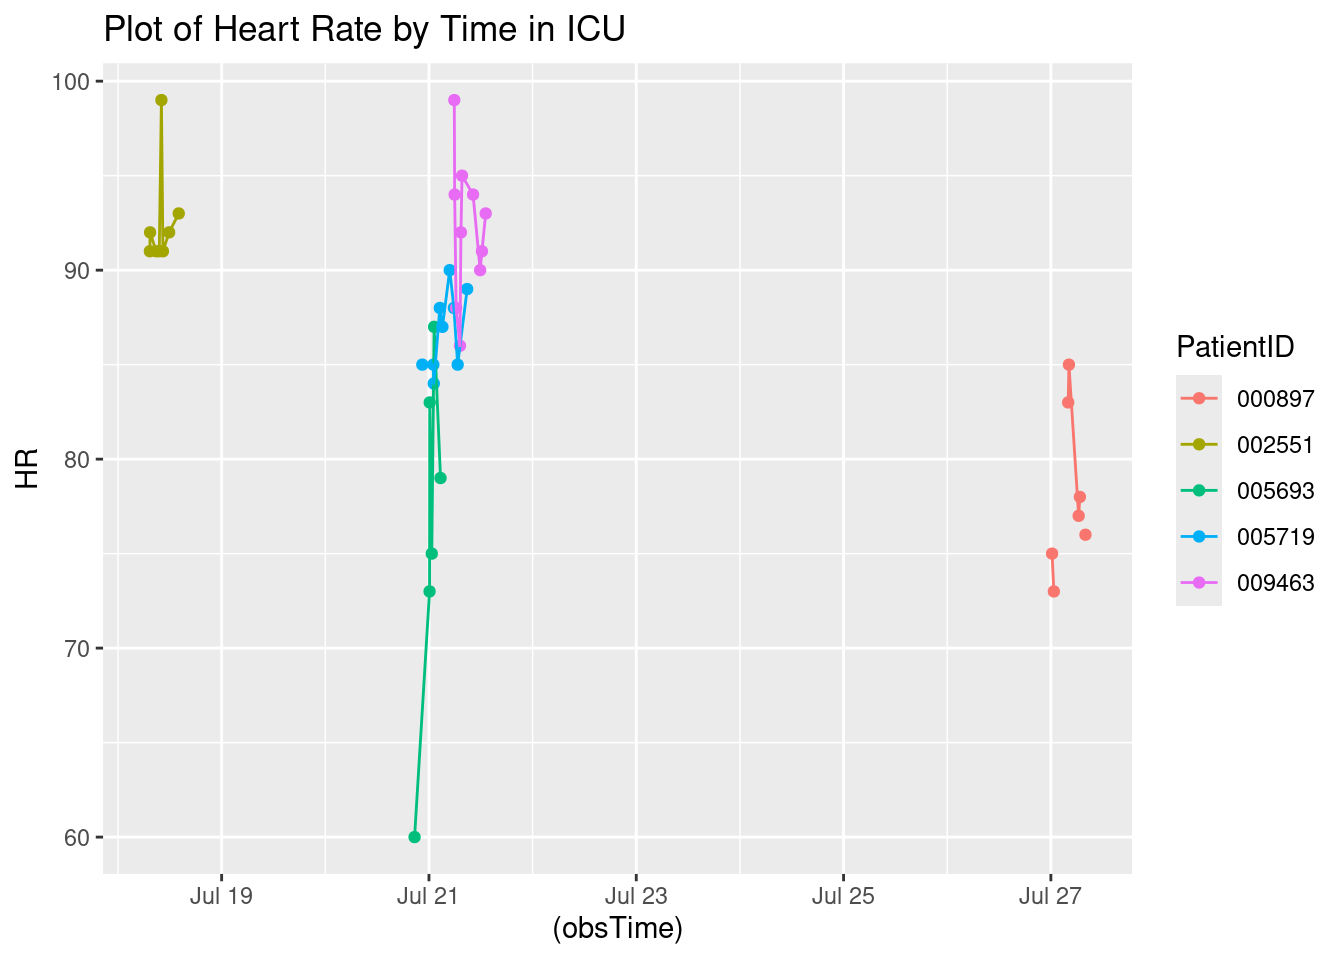 Plot of Heart Rate by Time in ICU
100
90
80
70
60
HR
Jul 19
Jul 21
Jul 23
Jul 25
Jul 27
(obsTime)
PatientID
000897
002551
005693
005719
009463